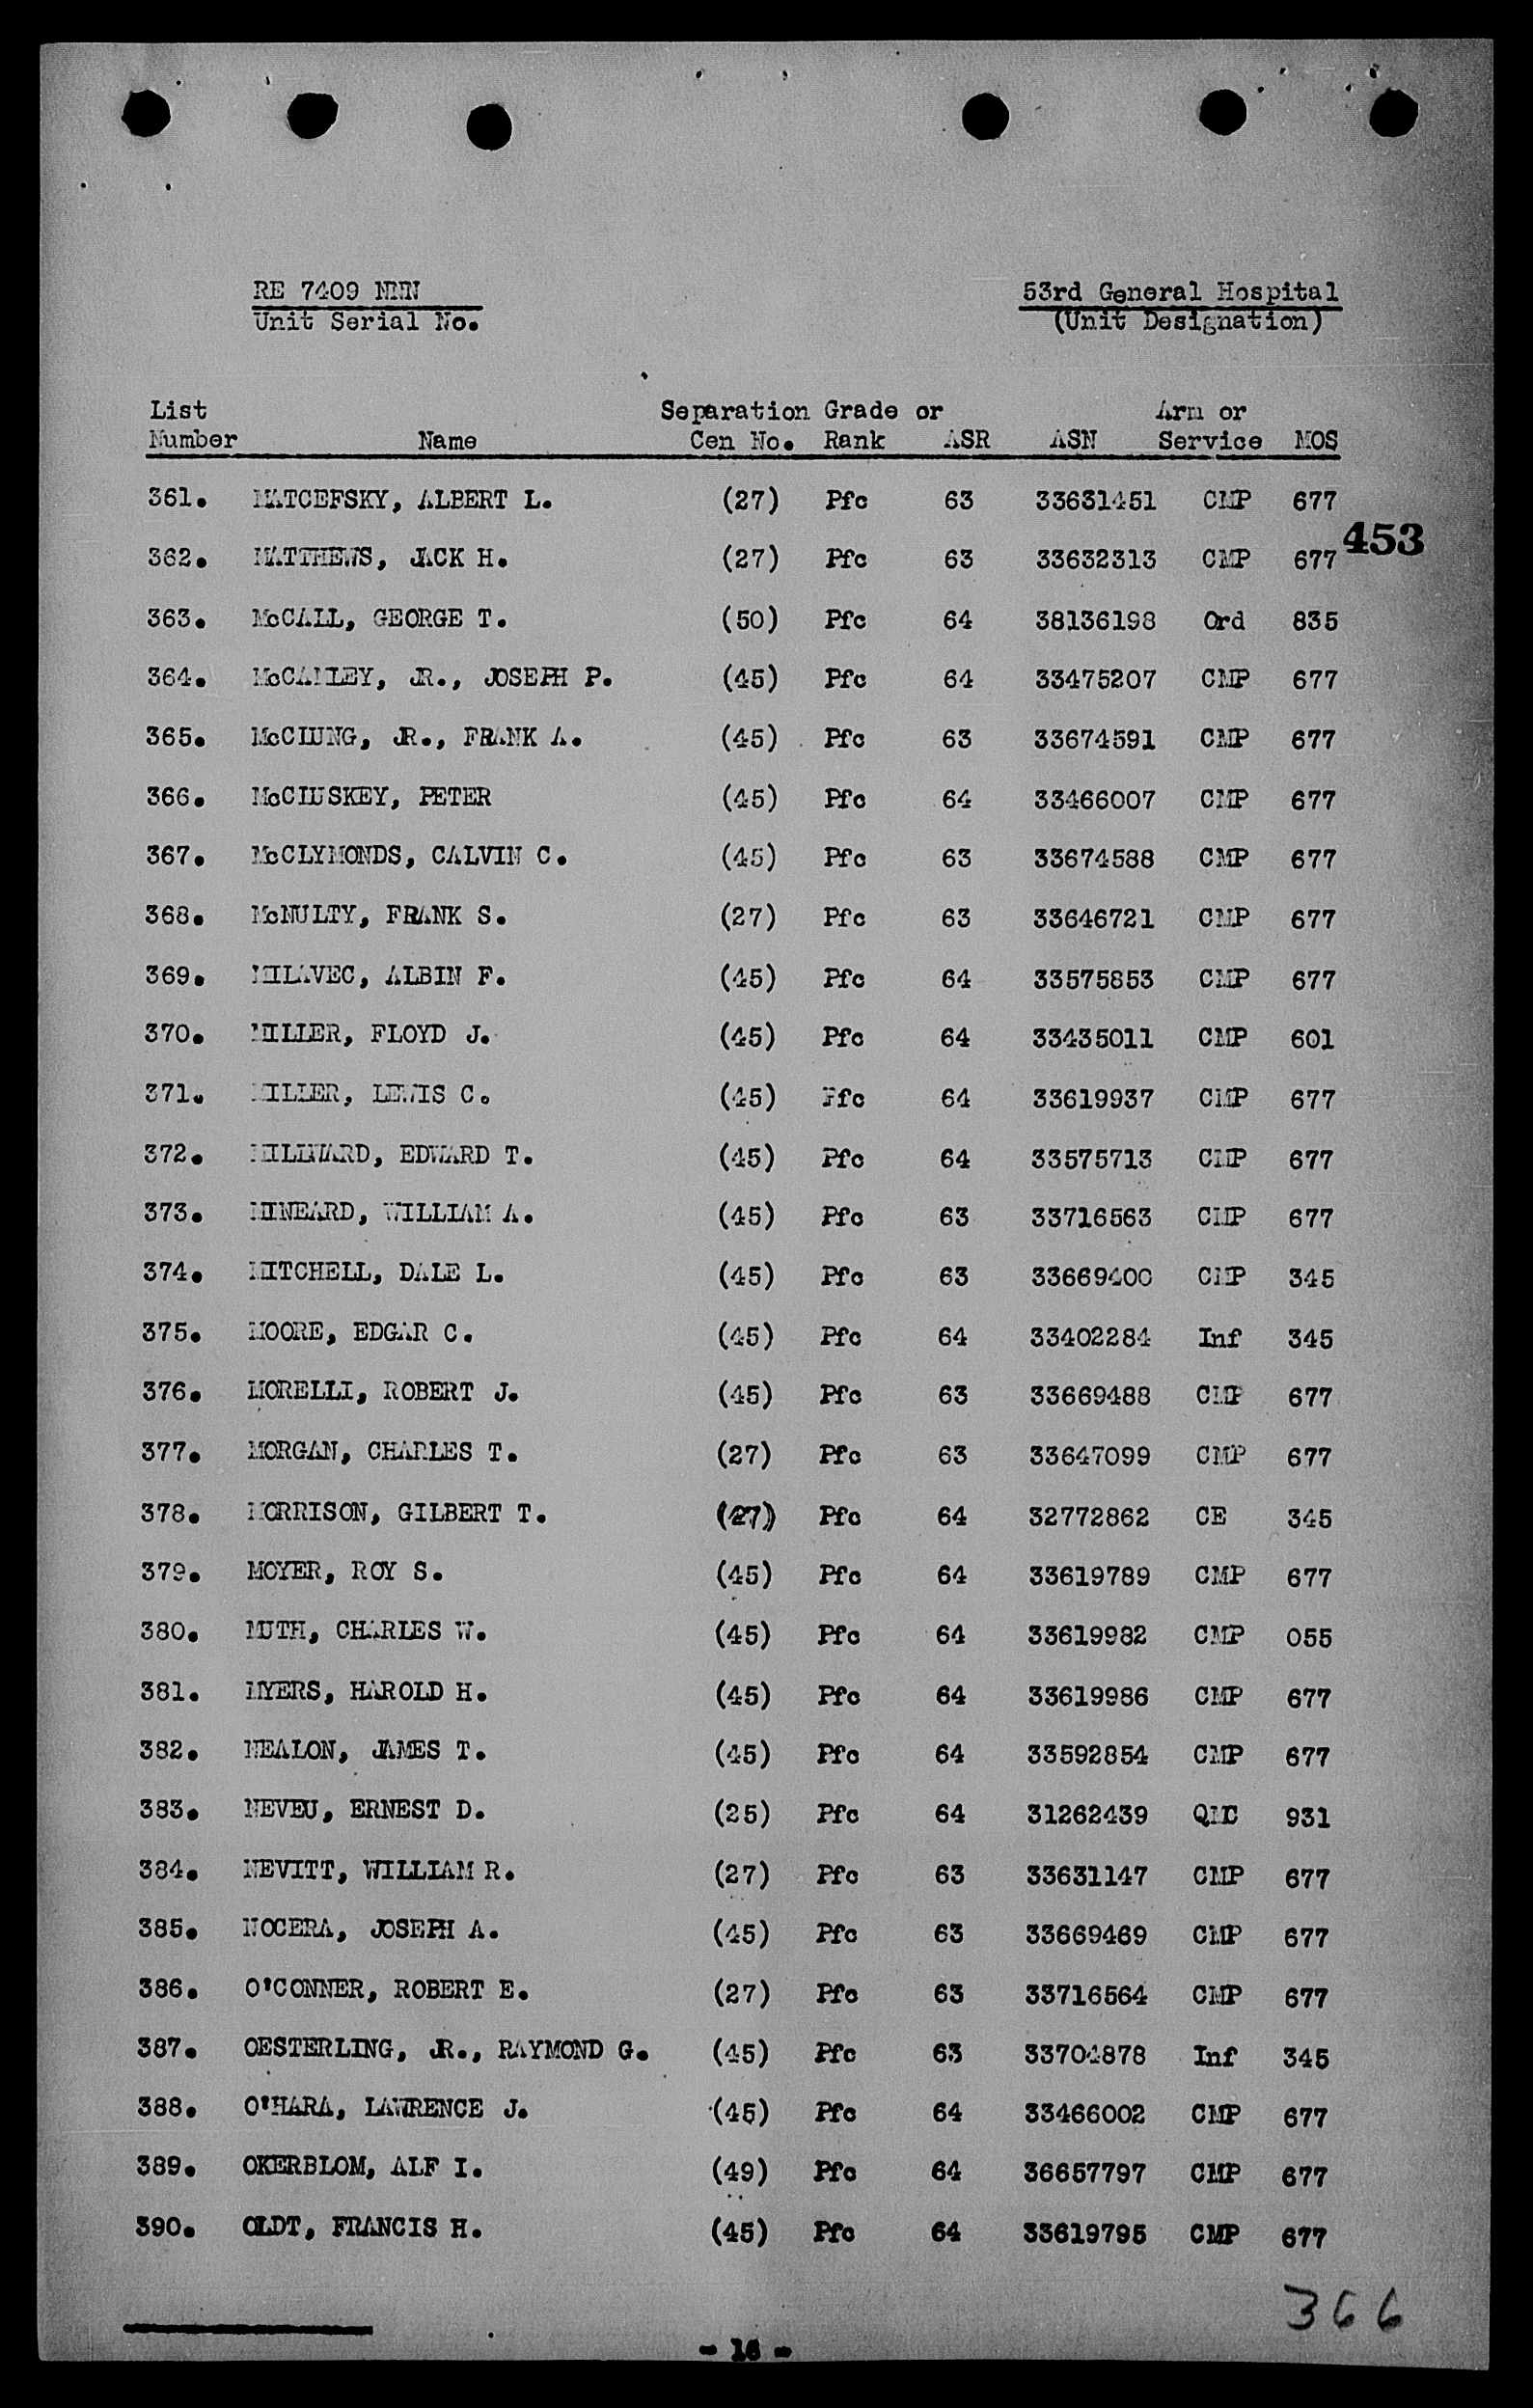 RE 7409 NNN 53rd General Hospital
Unit Serial No. (Unit Designation)
List Separation Grade or Arm or
Number Name Cen No. Rank ASR ASN Service MOS
361. MATCEFSKY, ALBERT L. (27) Pfc 63 33631451 CMP 677
453
362. MATTHEWS, JACK H. (27) Pfc 63 33632313 CMP 677
363. McCALL, GEORGE T. (50) Pfc 64 38136198 Ord 835
364. JR., JOSEPH P. (45) Pfc 64 33475207 CMP 677
365. McCLUNG, JR., FRANK A. (45) Pfc 63 33674591 CMP 677
366. McCLUSKEY, PETER (45) Pfc 64 33466007 CMP 677
367. McCLYMONDS, CALVIN C. (45) Pfc 63 33674588 CMP 677
368. McNULTY, FRANK S. (27) Pfc 63 33646721 CMP 677
369. MILAVEC, ALBIN F. (45) Pfc 64 33575853 CMP 677
370. MILLER, FLOYD J. (45) Pfc 64 33435011 CMP 601
371. MILLER, LEWIS C. (45) Pfc 64 33619937 CMP 677
372. MILLWARD, EDWARD T. (45) Pfc 64 33575713 CMP 677
373. MINEARD, WILLIAM A. (45) Pfc 63 33716563 CMP 677
374. MITCHELL, DALE L. (45) Pfc 63 33669400 CMP 345
375. MOORE, EDGAR C. (45) Pfc 64 33402284 Inf 345
376. MORELLI, ROBERT J. (45) Pfc 63 33669488 CMP 677
377. MORGAN, CHARLES T. (27) Pfc 63 33647099 CMP 677
378. MORRISON, GILBERT T. (27) Pfc 64 32772862 CE 345
379. MOYER, ROY S. (45) Pfc 64 33619789 CMP 677
380. MUTH, CHARLES W. (45) Pfc 64 33619982 CMP 055
381. MYERS, HAROLD H. (45) Pfc 64 33619986 CMP 677
382. NEALON, JAMES T. (45) Pfc 64 33592854 CMP 677
383. NEVEU, ERNEST D. (25) Pfc 64 31262439 QMC 931
384. NEVITT, WILLIAM R. (27) Pfc 63 33631147 CMP 677
385. NOCERA, JOSEPH A. (45) Pfc 63 33669469 CMP 677
386. O'CONNER, ROBERT E. (27) Pfc 63 33716564 CMP 677
387. OESTERLING, JR., RAYMOND G. (45) Pfc 63 33704878 Inf 345
388. O'HARA, LAWRENCE J. (45) Pfc 64 33466002 CMP 677
389. OKERBLOM, ALF I. (49) Pfc 64 36657797 CMP 677
390. OLDT, FRANCIS H. (45) Pfc 64 33619795 CMP 677
366